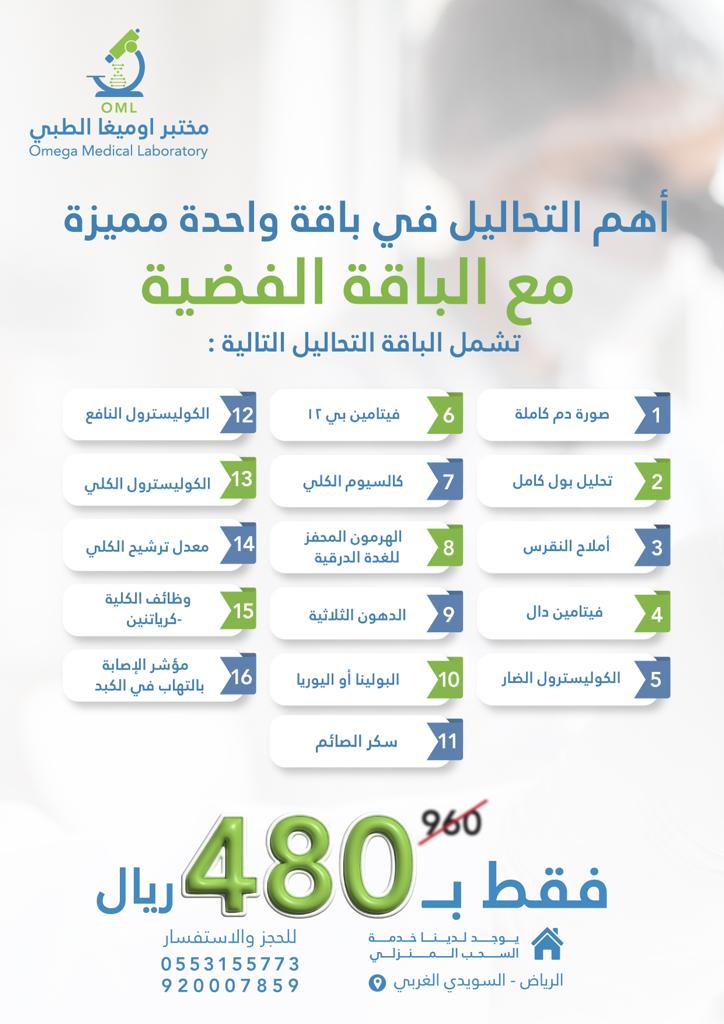 OML
مختبر اوميغا الطبي
Omega Medical Laboratory
أهم التحاليل في باقة واحدة مميزة
مع الباقة الفضية
تشمل الباقة التحاليل التالية :
1 صورة دم كاملة
2 تحليل بول كامل
3 أملاح النقرس
4 فيتامين دال
5 الكوليسترول الضار
6 فيتامين بي ١٢
7 كالسيوم الكلي
8 الهرمون المحفز
للغدة الدرقية
9 الدهون الثلاثية
10 البولينا أو اليوريا
11 سكر الصائم
12 الكوليسترول النافع
13 الكوليسترول الكلي
14 معدل ترشيح الكلي
15 وظائف الكلية
-كرياتنين
16 مؤشر الإصابة
بالتهاب في الكبد
960
فقط بـ 480 ريال
يوجد لدينا خدمة
السحب المنزلي
الرياض - السويدي الغربي
للحجز والاستفسار
0553155773
920007859